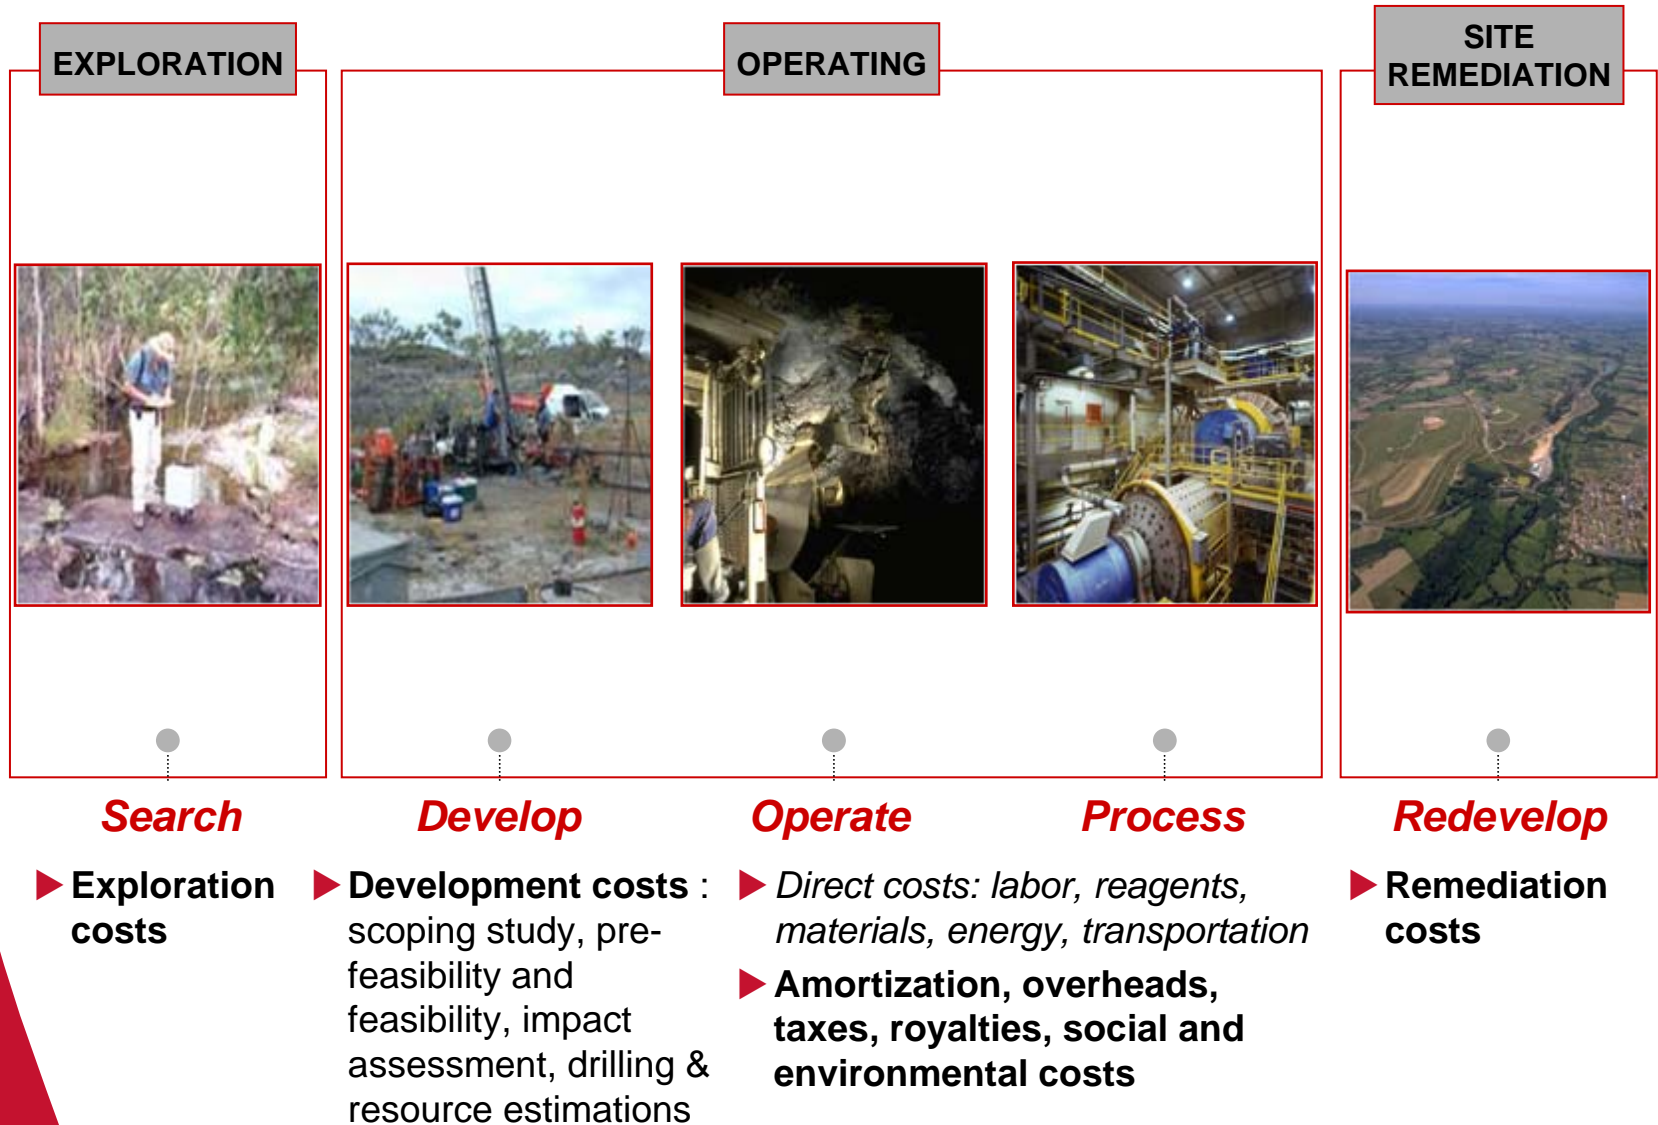 EXPLORATION
OPERATING
SITE
REMEDIATION
Search
Develop
Operate
Process
Redevelop
Exploration
costs
Development costs :
scoping study, pre-
feasibility and
feasibility, impact
assessment, drilling &
resource estimations
Direct costs: labor, reagents,
materials, energy, transportation
Amortization, overheads,
taxes, royalties, social and
environmental costs
Remediation
costs